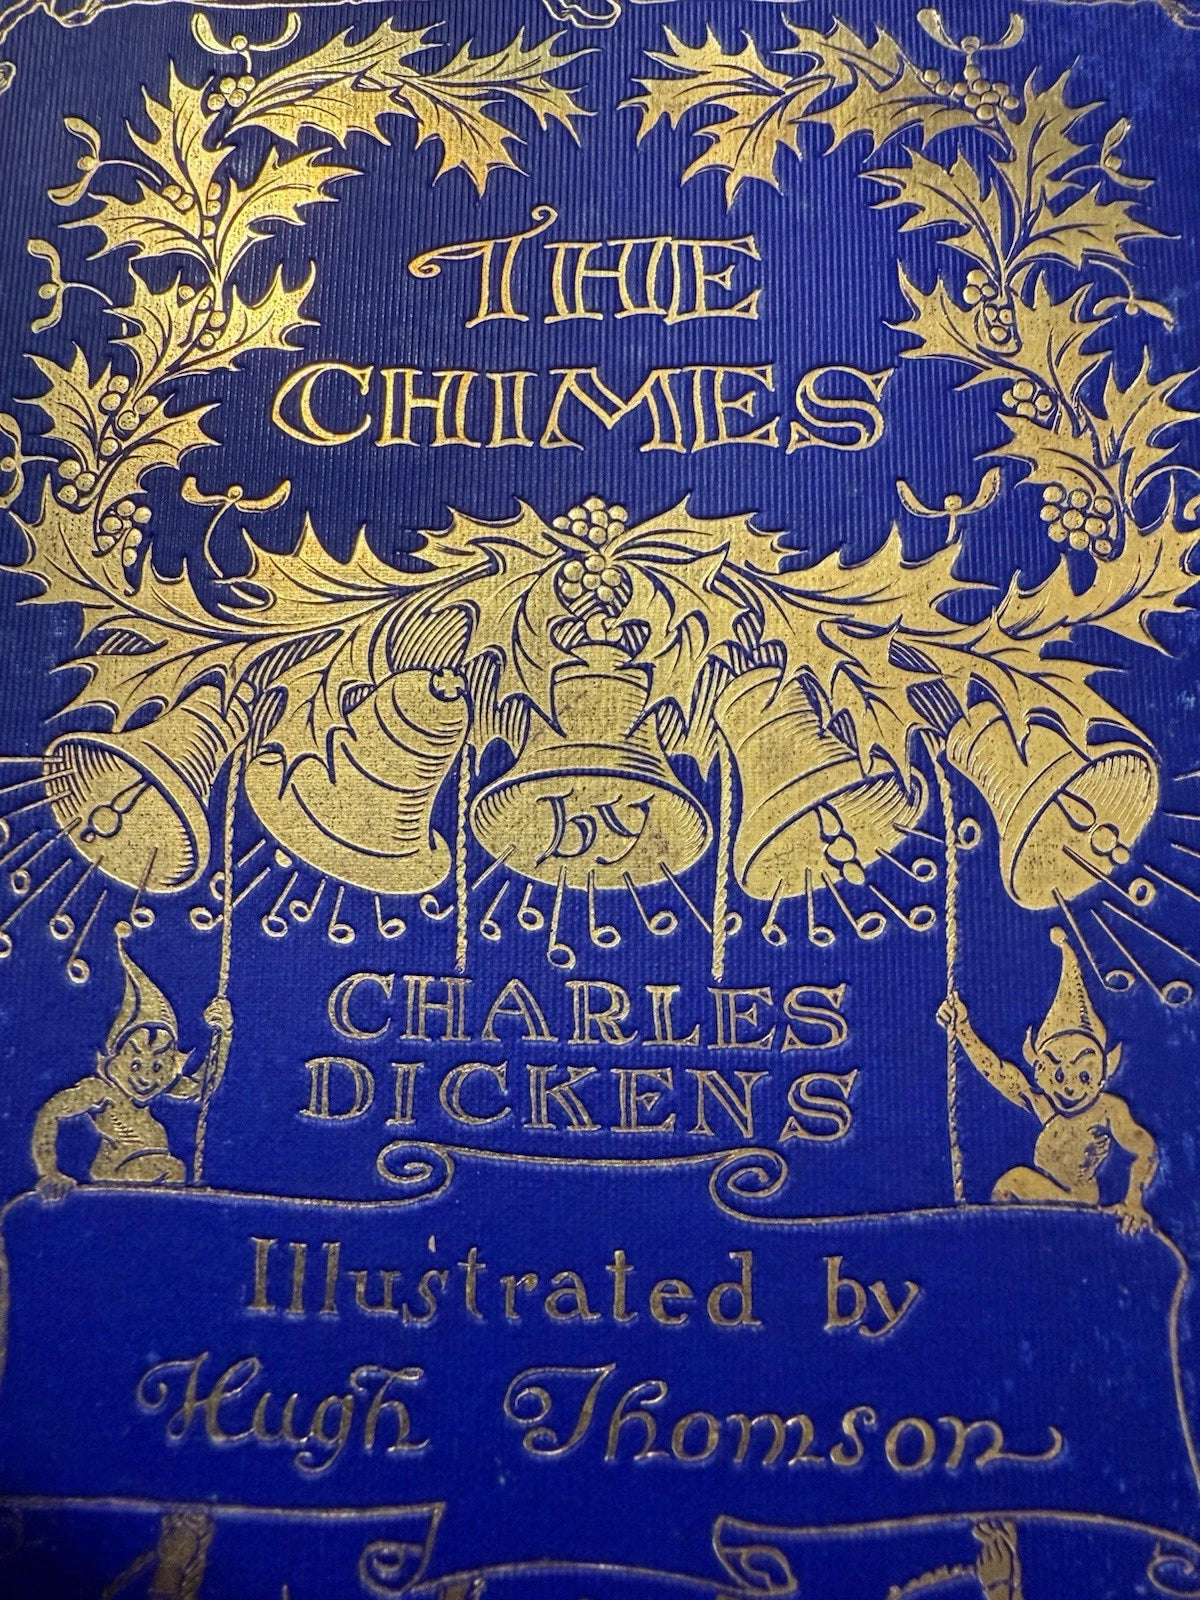 THE
CHIMES
by
CHARLES
DICKENS
Illustrated by
Hugh Thomson